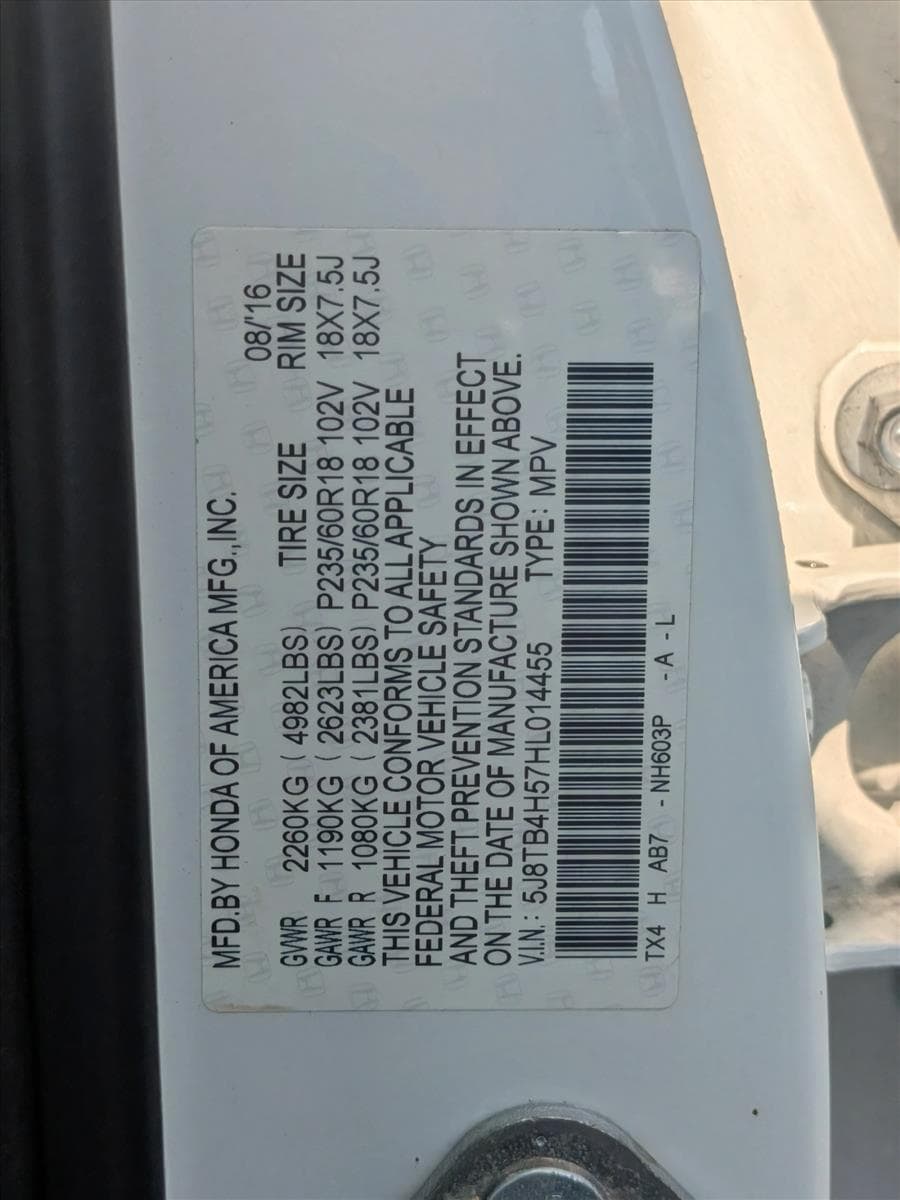 MFD.BY HONDA OF AMERICA MFG.,INC. 08/'16
GVWR 2260KG ( 4982LBS) TIRE SIZE RIM SIZE
GAWR F 1190KG ( 2623LBS) P235/60R18 102V 18X7.5J
GAWR R 1080KG ( 2381LBS) P235/60R18 102V 18X7.5J
THIS VEHICLE CONFORMS TO ALL APPLICABLE
FEDERAL MOTOR VEHICLE SAFETY
AND THEFT PREVENTION STANDARDS IN EFFECT
ON THE DATE OF MANUFACTURE SHOWN ABOVE.
V.I.N.: 5J8TB4H57HL014455 TYPE: MPV
TX4 H AB7 - NH603P - A - L